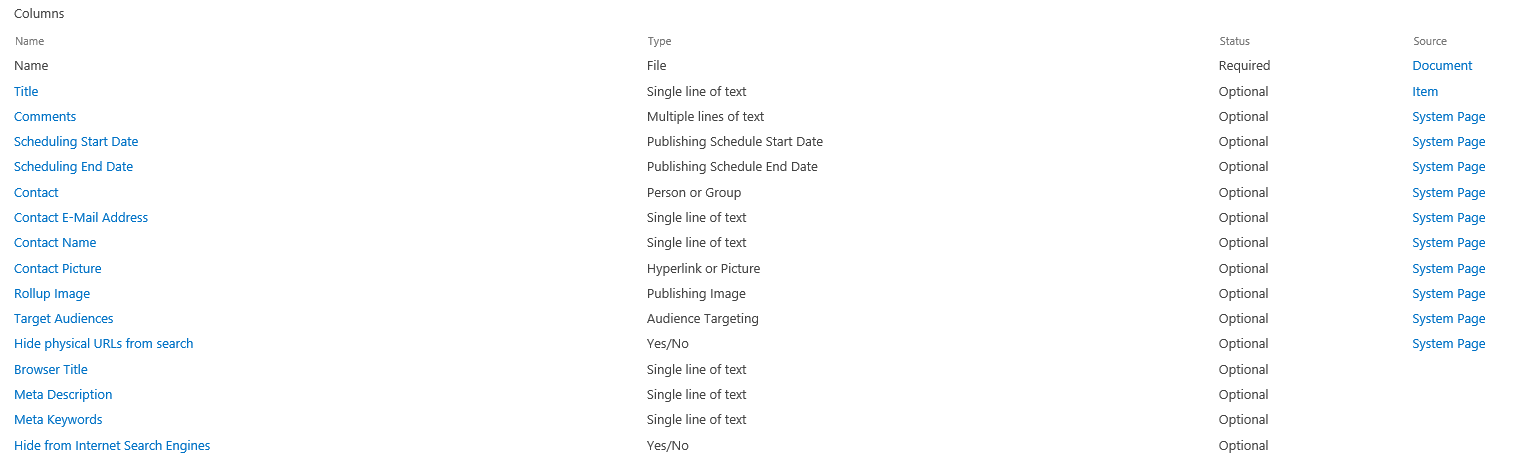 Columns
Name Type Status Source
Name File Required Document
Title Single line of text Optional Item
Comments Multiple lines of text Optional System Page
Scheduling Start Date Publishing Schedule Start Date Optional System Page
Scheduling End Date Publishing Schedule End Date Optional System Page
Contact Person or Group Optional System Page
Contact E-Mail Address Single line of text Optional System Page
Contact Name Single line of text Optional System Page
Contact Picture Hyperlink or Picture Optional System Page
Rollup Image Publishing Image Optional System Page
Target Audiences Audience Targeting Optional System Page
Hide physical URLs from search Yes/No Optional System Page
Browser Title Single line of text Optional
Meta Description Single line of text Optional
Meta Keywords Single line of text Optional
Hide from Internet Search Engines Yes/No Optional